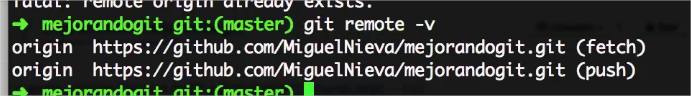 fatal: remote origin already exists.
➜ mejorandogit git:(master) git remote -v
origin https://github.com/MiguelNieva/mejorandogit.git (fetch)
origin https://github.com/MiguelNieva/mejorandogit.git (push)
➜ mejorandogit git:(master)